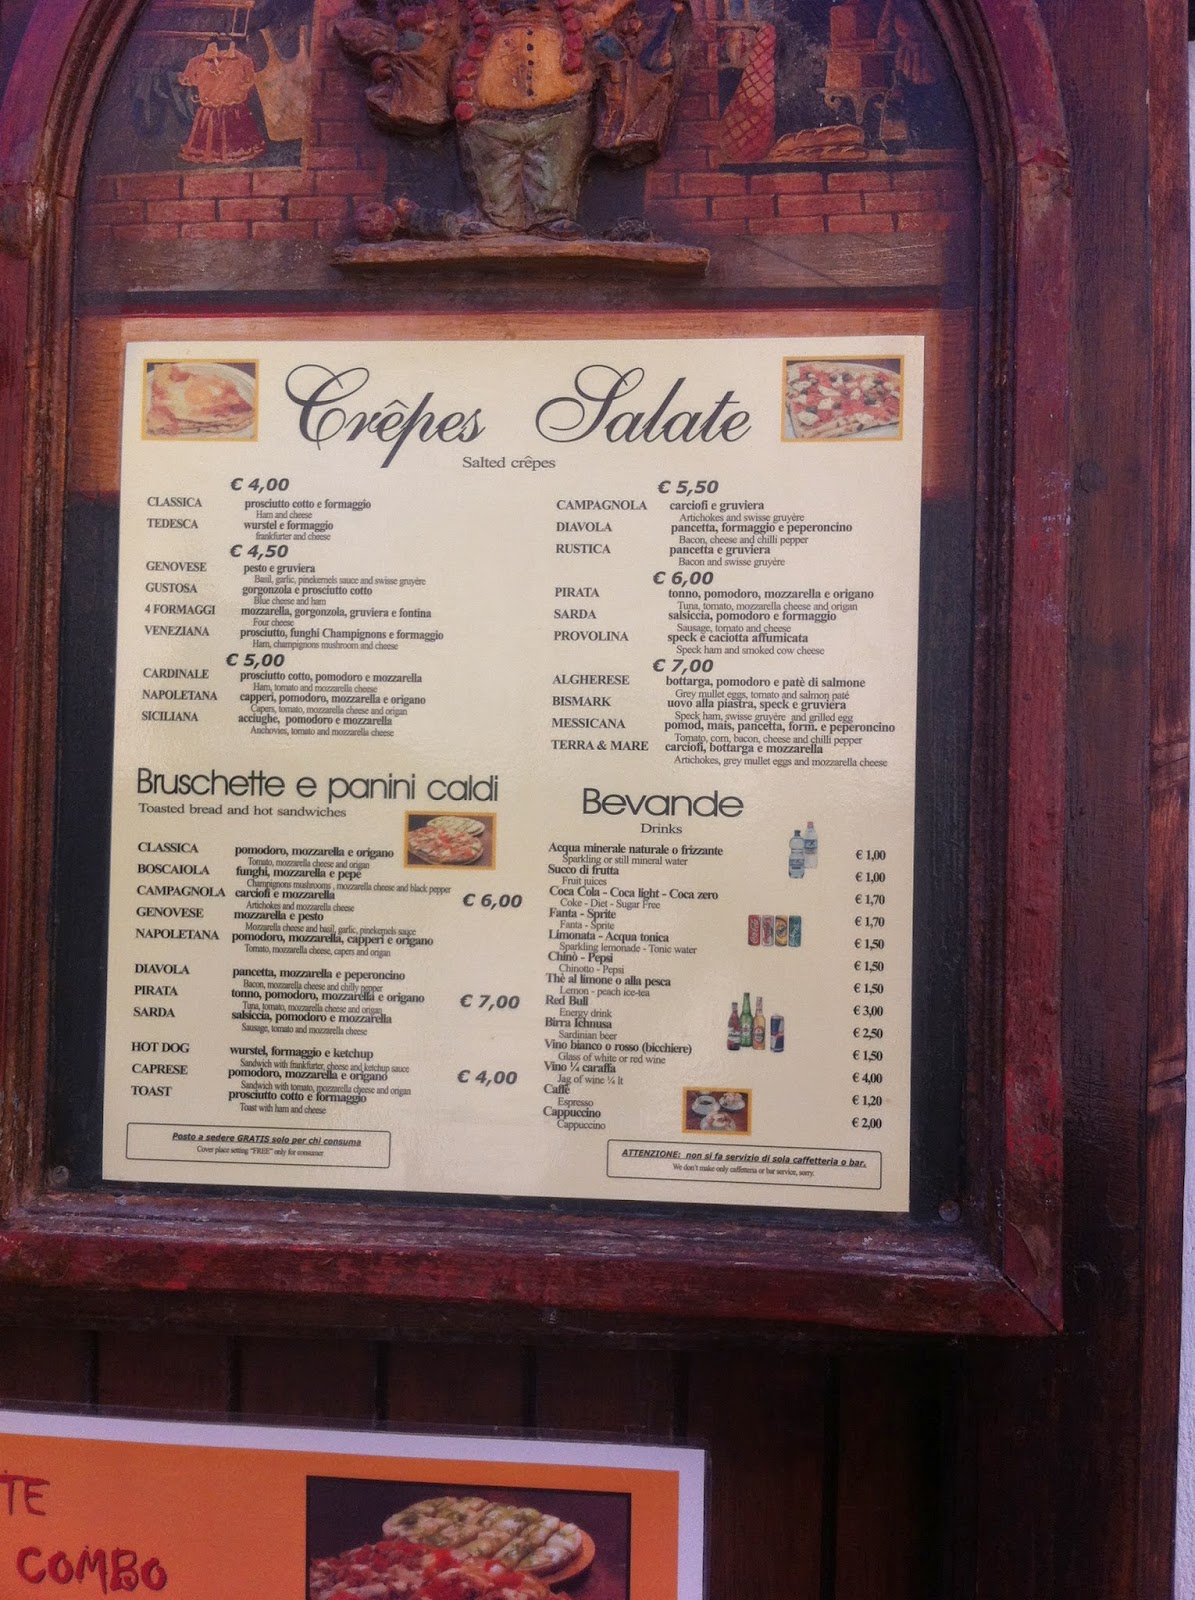 Crêpes Salate
Salted crêpes
€ 4,00
CLASSICA prosciutto cotto e formaggio
Ham and cheese
TEDESCA wurstel e formaggio
frankfurter and cheese
€ 4,50
GENOVESE pesto e gruviera
Basil, garlic, pinekernels sauce and swisse gruyére
GUSTOSA gorgonzola e prosciutto cotto
Blue cheese and ham
4 FORMAGGI mozzarella, gorgonzola, gruviera e fontina
Four cheese
VENEZIANA prosciutto, funghi Champignons e formaggio
Ham, champignons mushroom and cheese
€ 5,00
CARDINALE prosciutto cotto, pomodoro e mozzarella
Ham, tomato and mozzarella cheese
NAPOLETANA capperi, pomodoro, mozzarella e origano
Capers, tomato, mozzarella cheese and origan
SICILIANA acciughe, pomodoro e mozzarella
Anchovies, tomato and mozzarella cheese
€ 5,50
CAMPAGNOLA carciofi e gruviera
Artichokes and swisse gruyére
DIAVOLA pancetta, formaggio e peperoncino
Bacon, cheese and chilli pepper
RUSTICA pancetta e gruviera
Bacon and swisse gruyére
€ 6,00
PIRATA tonno, pomodoro, mozzarella e origano
Tuna, tomato, mozzarella cheese and origan
SARDA salsiccia, pomodoro e formaggio
Sausage, tomato and cheese
PROVOLINA speck e caciotta affumicata
Speck ham and smoked cow cheese
€ 7,00
ALGHERESE bottarga, pomodoro e patè di salmone
Grey mullet eggs, tomato and salmon paté
BISMARK uovo alla piastra, speck e gruviera
Speck ham, swisse gruyére and grilled egg
MESSICANA pomod, mais, pancetta, form. e peperoncino
Tomato, corn, bacon, cheese and chilli pepper
TERRA & MARE carciofi, bottarga e mozzarella
Artichokes, grey mullet eggs and mozzarella cheese
Bruschette e panini caldi
Toasted bread and hot sandwiches
CLASSICA pomodoro, mozzarella e origano
Tomato, mozzarella cheese and origan
BOSCAIOLA funghi, mozzarella e pepe
Champignons mushrooms , mozzarella cheese and black pepper
CAMPAGNOLA carciofi e mozzarella € 6,00
Artichokes and mozzarella cheese
GENOVESE mozzarella e pesto
Mozzarella cheese and basil, garlic, pinekernels sauce
NAPOLETANA pomodoro, mozzarella, capperi e origano
Tomato, mozzarella cheese, capers and origan
DIAVOLA pancetta, mozzarella e peperoncino
Bacon, mozzarella cheese and chilly pepper
PIRATA tonno, pomodoro, mozzarella e origano € 7,00
Tuna, tomato, mozzarella cheese and origan
SARDA salsiccia, pomodoro e mozzarella
Sausage, tomato and mozzarella cheese
HOT DOG wurstel, formaggio e ketchup
Sandwich with frankfurter, cheese and ketchup sauce
CAPRESE pomodoro, mozzarella e origano € 4,00
Sandwich with tomato, mozzarella cheese and origan
TOAST prosciutto cotto e formaggio
Toast with ham and cheese
Posto a sedere GRATIS solo per chi consuma
Cover place setting "FREE" only for consumer
Bevande
Drinks
Acqua minerale naturale o frizzante € 1,00
Sparkling or still mineral water
Succo di frutta € 1,00
Fruit juices
Coca Cola - Coca light - Coca zero € 1,70
Coke - Diet - Sugar Free
Fanta - Sprite € 1,70
Fanta - Sprite
Limonata - Acqua tonica € 1,50
Sparkling lemonade - Tonic water
Chinò - Pepsi € 1,50
Chinotto - Pepsi
Thè al limone o alla pesca € 1,50
Lemon - peach ice-tea
Red Bull € 3,00
Energy drink
Birra Ichnusa € 2,50
Sardinian beer
Vino bianco o rosso (bicchiere) € 1,50
Glass of white or red wine
Vino ¼ caraffa € 4,00
Jag of wine ¼ lt
Caffè € 1,20
Espresso
Cappuccino € 2,00
Cappuccino
ATTENZIONE: non si fa servizio di sola caffetteria o bar.
We don't make only caffetteria or bar service, sorry.
TE
COMBO